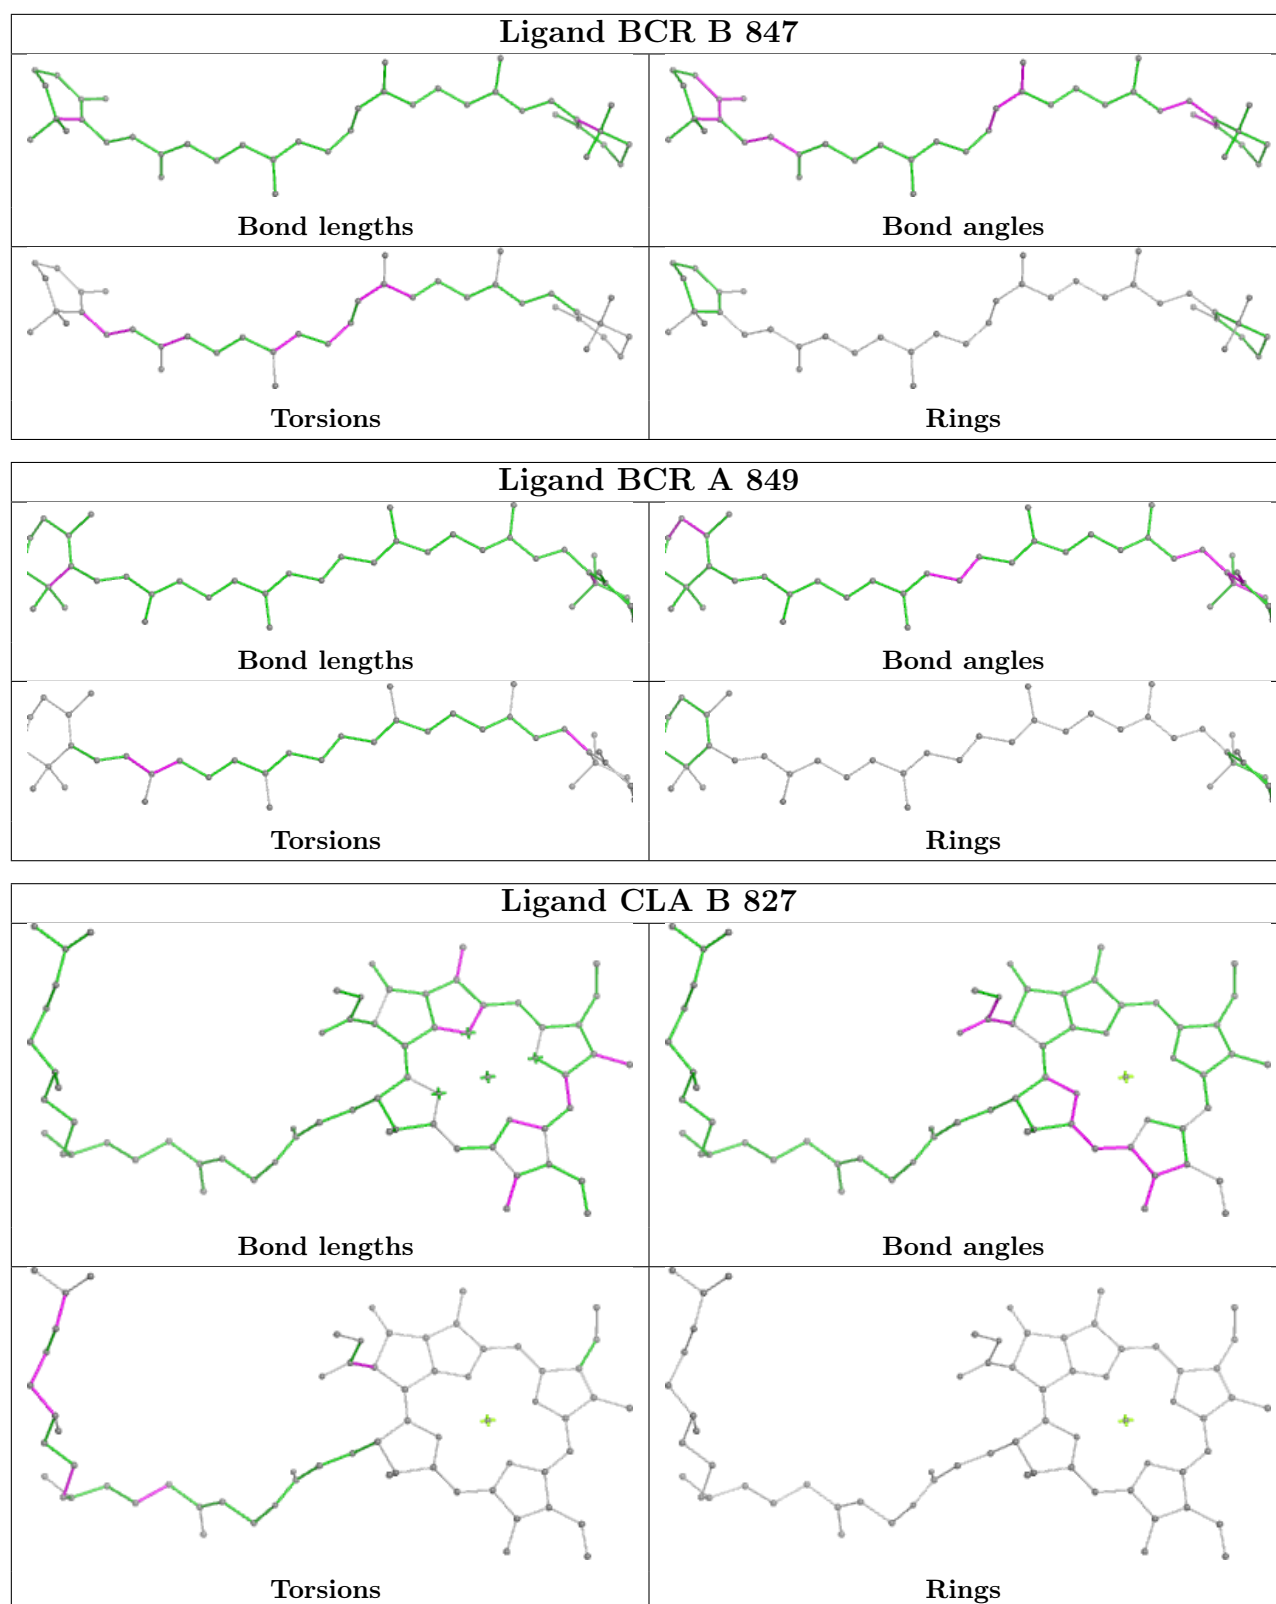 Ligand BCR B 847
Bond lengths
Bond angles
Torsions
Rings
Ligand BCR A 849
Bond lengths
Bond angles
Torsions
Rings
Ligand CLA B 827
Bond lengths
Bond angles
Torsions
Rings